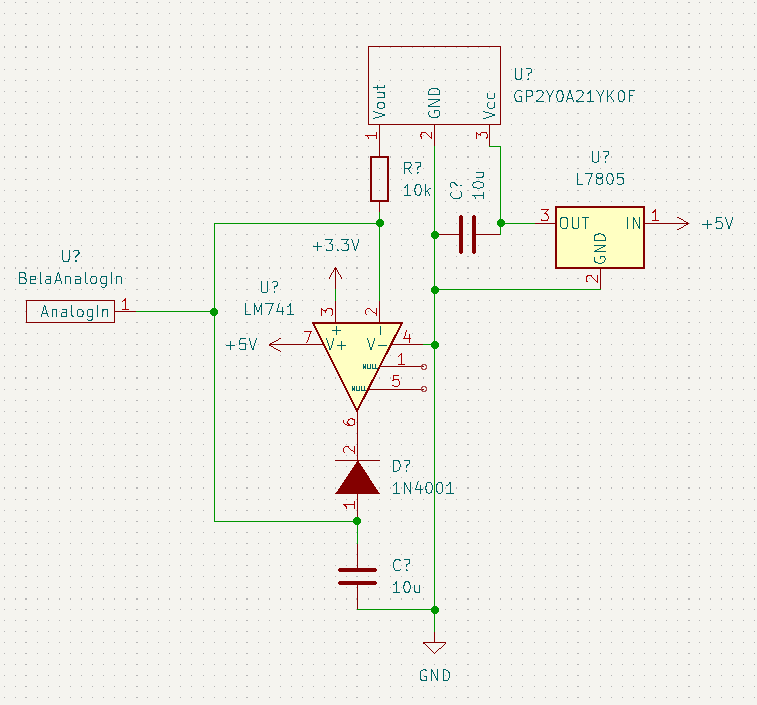 U?
GP2Y0A21YK0F
Vout
GND
Vcc
1
2
3
R?
10k
C?
10u
U?
L7805
3
OUT
IN
1
+5V
GND
2
U?
BelaAnalogIn
AnalogIn
1
+3.3V
U?
LM741
3
2
+
-
+5V
7
V+
V-
4
NULL
1
NULL
5
6
2
D?
1N4001
1
C?
10u
GND